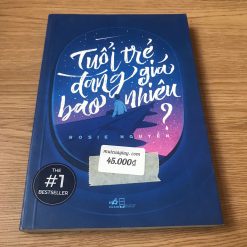 Tuổi trẻ
đáng giá
bao nhiêu
?
ROSIE NGUYỄN
45.000₫
THE
#1
BESTSELLER